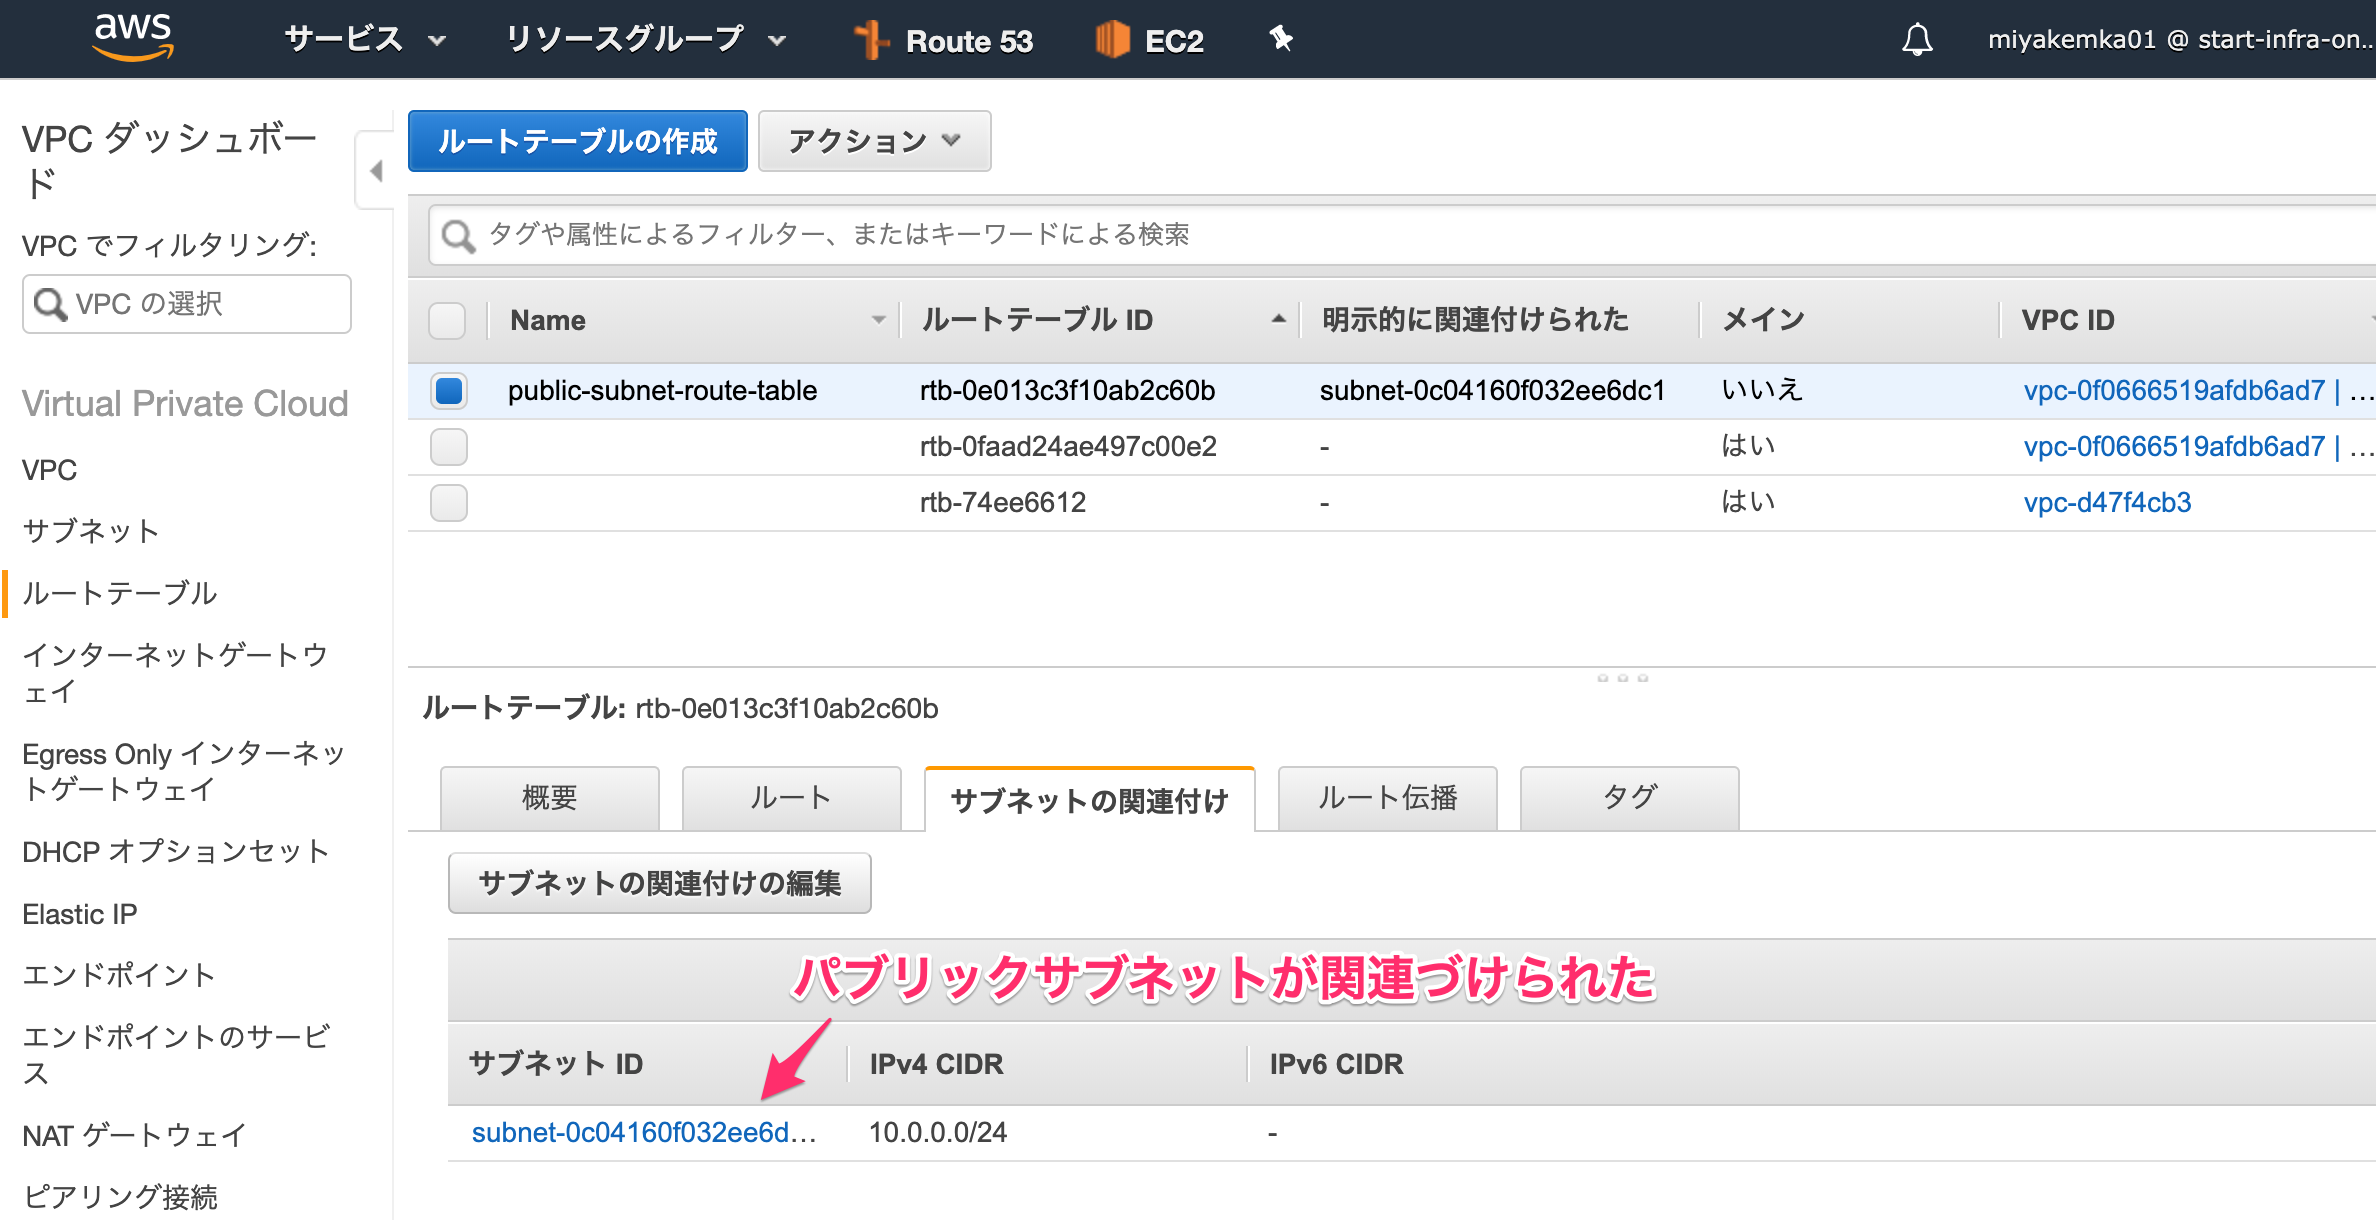 aws サービス リソースグループ Route 53 EC2 miyakemka01 @ start-infra-on...
VPC ダッシュボー
ド
VPC でフィルタリング:
VPC の選択
Virtual Private Cloud
VPC
サブネット
ルートテーブル
インターネットゲートウ
ェイ
Egress Only インターネッ
トゲートウェイ
DHCP オプションセット
Elastic IP
エンドポイント
エンドポイントのサービ
ス
NAT ゲートウェイ
ピアリング接続
ルートテーブルの作成 アクション
タグや属性によるフィルター、またはキーワードによる検索
Name ルートテーブル ID 明示的に関連付けられた メイン VPC ID
public-subnet-route-table rtb-0e013c3f10ab2c60b subnet-0c04160f032ee6dc1 いいえ vpc-0f0666519afdb6ad7 | ...
rtb-0faad24ae497c00e2 - はい vpc-0f0666519afdb6ad7 | ...
rtb-74ee6612 - はい vpc-d47f4cb3
ルートテーブル: rtb-0e013c3f10ab2c60b
概要 ルート サブネットの関連付け ルート伝播 タグ
サブネットの関連付けの編集
パブリックサブネットが関連づけられた
サブネット ID IPv4 CIDR IPv6 CIDR
subnet-0c04160f032ee6d... 10.0.0.0/24 -